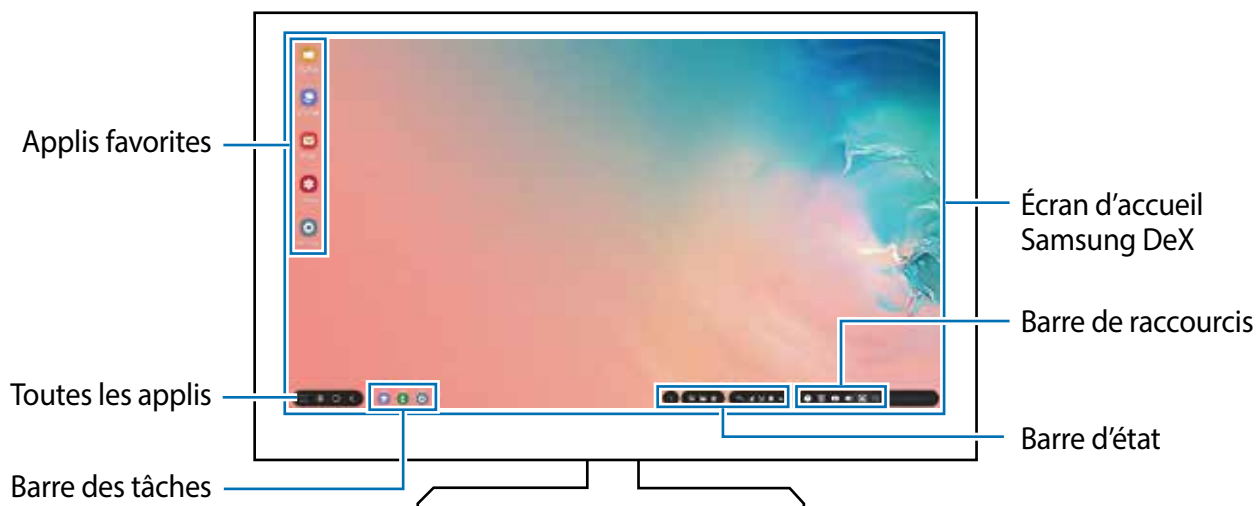 Applis favorites
Écran d’accueil
Samsung DeX
Barre de raccourcis
Toutes les applis
Barre d’état
Barre des tâches